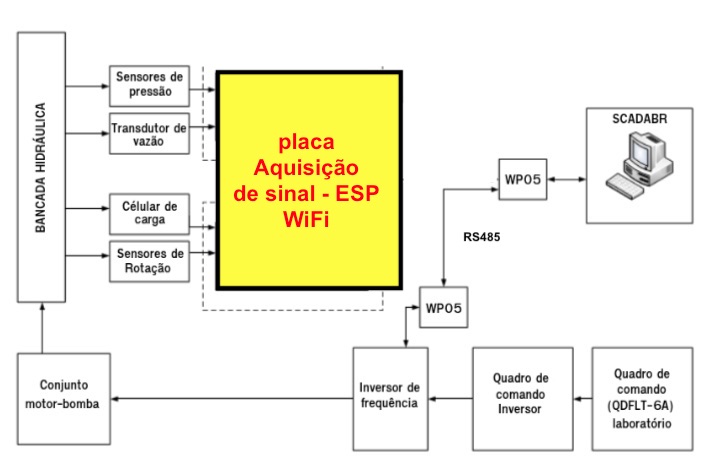 BANCADA HIDRÁULICA
Sensores de
pressão
Transdutor de
vazão
Célular de
carga
Sensores de
Rotação
placa
Aquisição
de sinal - ESP
WiFi
SCADABR
WP05
RS485
WP05
Conjunto
motor-bomba
Inversor de
frequência
Quadro de
comando
Inversor
Quadro de
comando
(QDFLT-6A)
laboratório